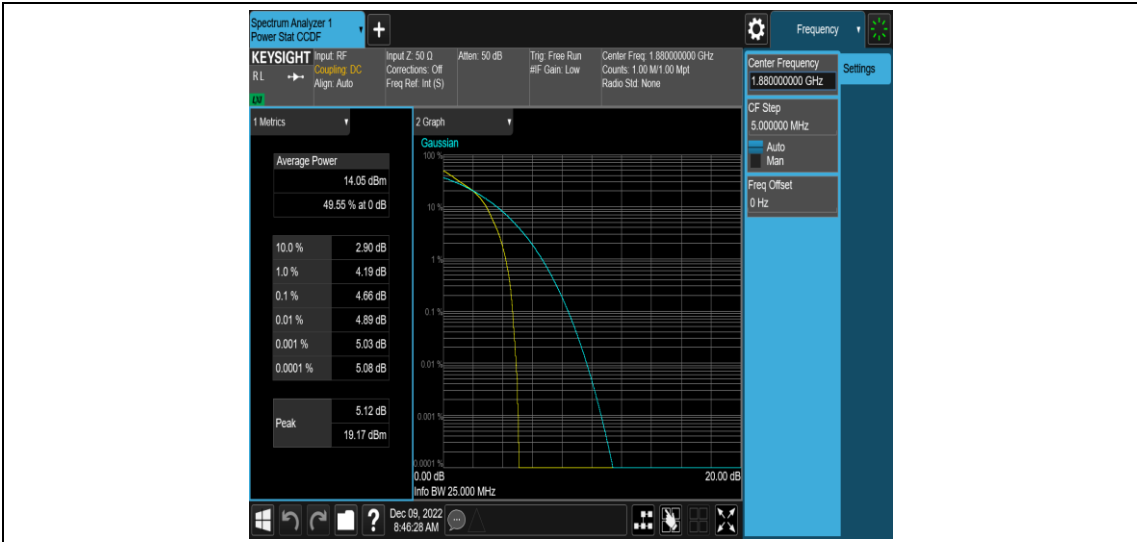 Spectrum Analyzer 1
Power Stat CCDF
+
Frequency
KEYSIGHT
RL
LXI
Input: RF
Coupling: DC
Align: Auto
Input Z: 50 Ω
Corrections: Off
Freq Ref: Int (S)
Atten: 50 dB
Trig: Free Run
#IF Gain: Low
Center Freq: 1.880000000 GHz
Counts: 1.00 M/1.00 Mpt
Radio Std: None
Center Frequency
1.880000000 GHz
Settings
CF Step
5.000000 MHz
Auto
Man
Freq Offset
0 Hz
1 Metrics
Average Power
14.05 dBm
49.55 % at 0 dB
10.0 % 2.90 dB
1.0 % 4.19 dB
0.1 % 4.66 dB
0.01 % 4.89 dB
0.001 % 5.03 dB
0.0001 % 5.08 dB
Peak
5.12 dB
19.17 dBm
2 Graph
Gaussian
100 %
10 %
1 %
0.1 %
0.01 %
0.001 %
0.0001 %
0.00 dB 20.00 dB
Info BW 25.000 MHz
?
Dec 09, 2022
8:46:28 AM